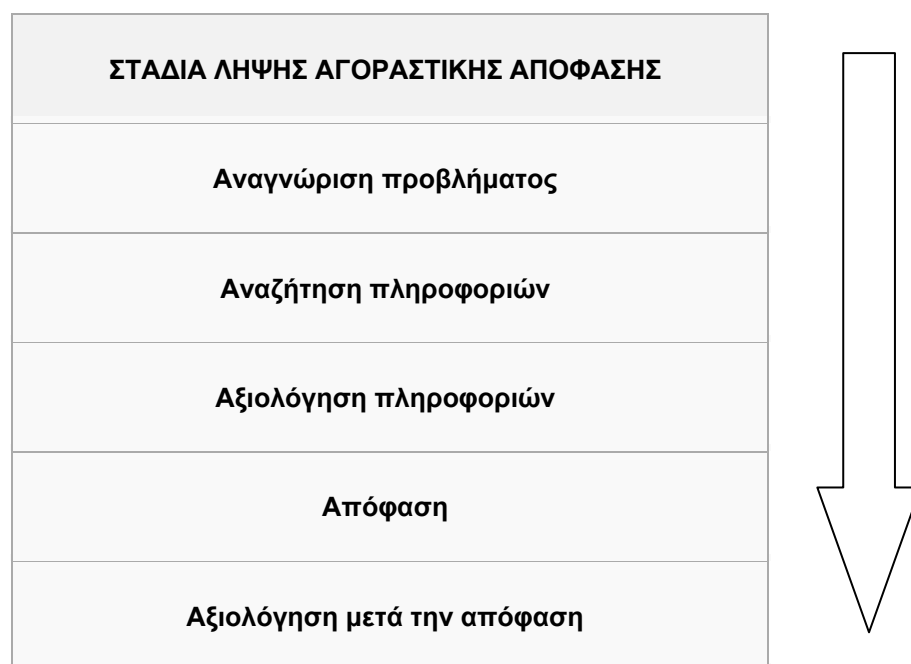 ΣΤΑΔΙΑ ΛΗΨΗΣ ΑΓΟΡΑΣΤΙΚΗΣ ΑΠΟΦΑΣΗΣ
Αναγνώριση προβλήματος
Αναζήτηση πληροφοριών
Αξιολόγηση πληροφοριών
Απόφαση
Αξιολόγηση μετά την απόφαση